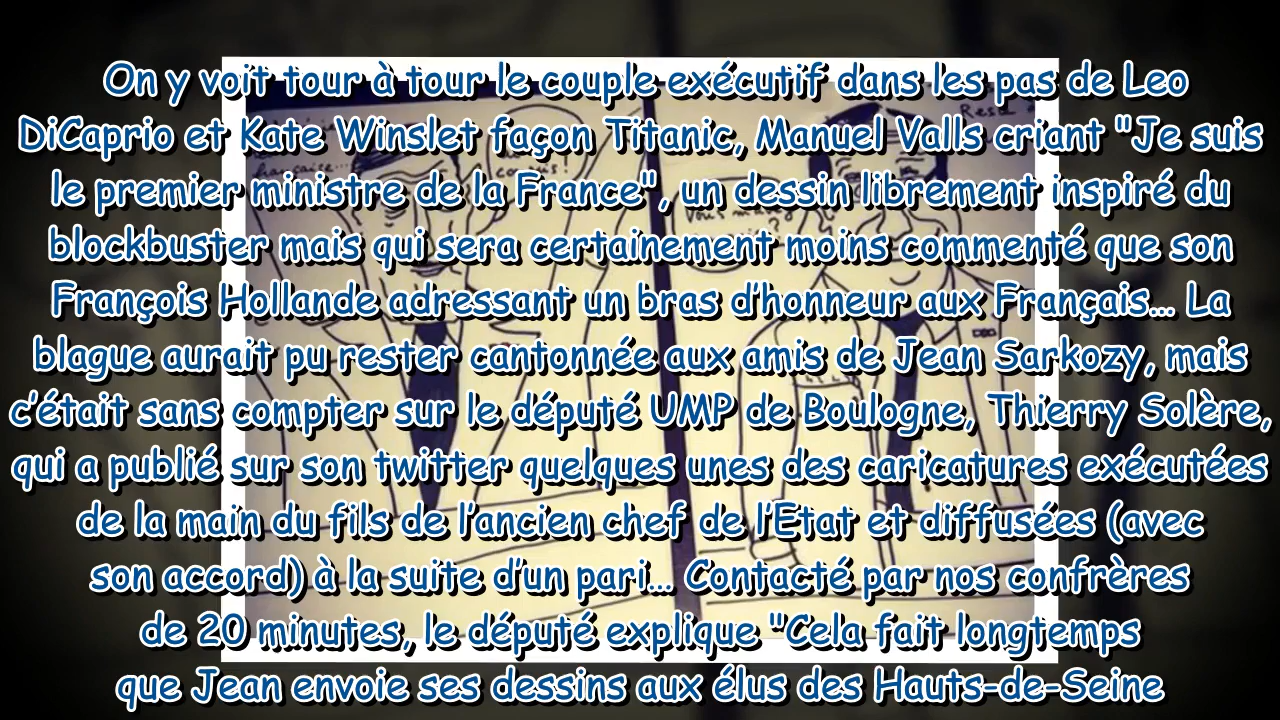 On y voit tour à tour le couple exécutif dans les pas de Leo
DiCaprio et Kate Winslet façon Titanic, Manuel Valls criant "Je suis
le premier ministre de la France", un dessin librement inspiré du
blockbuster mais qui sera certainement moins commenté que son
François Hollande adressant un bras d'honneur aux Français... La
blague aurait pu rester cantonnée aux amis de Jean Sarkozy, mais
c'était sans compter sur le député UMP de Boulogne, Thierry Solère,
qui a publié sur son twitter quelques unes des caricatures exécutées
de la main du fils de l'ancien chef de l'Etat et diffusées (avec
son accord) à la suite d'un pari... Contacté par nos confrères
de 20 minutes, le député explique "Cela fait longtemps
que Jean envoie ses dessins aux élus des Hauts-de-Seine